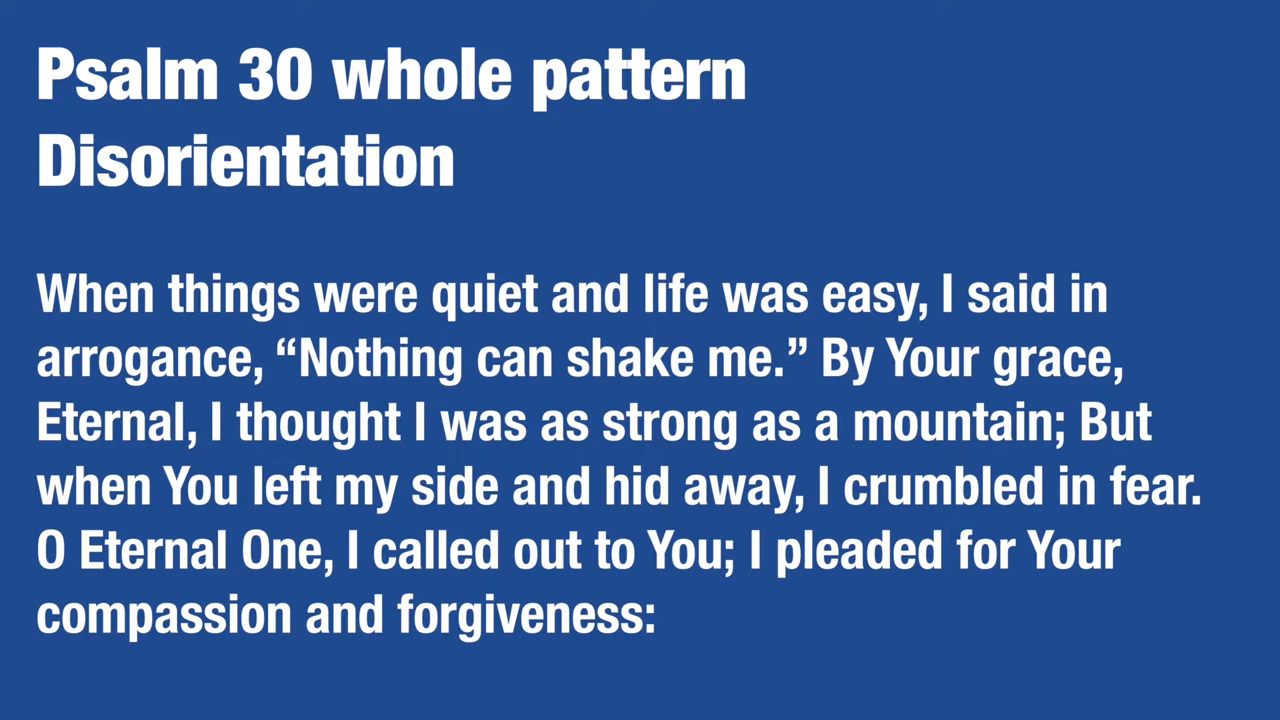 Psalm 30 whole pattern
Disorientation
When things were quiet and life was easy, I said in
arrogance, “Nothing can shake me.” By Your grace,
Eternal, I thought I was as strong as a mountain; But
when You left my side and hid away, I crumbled in fear.
O Eternal One, I called out to You; I pleaded for Your
compassion and forgiveness: